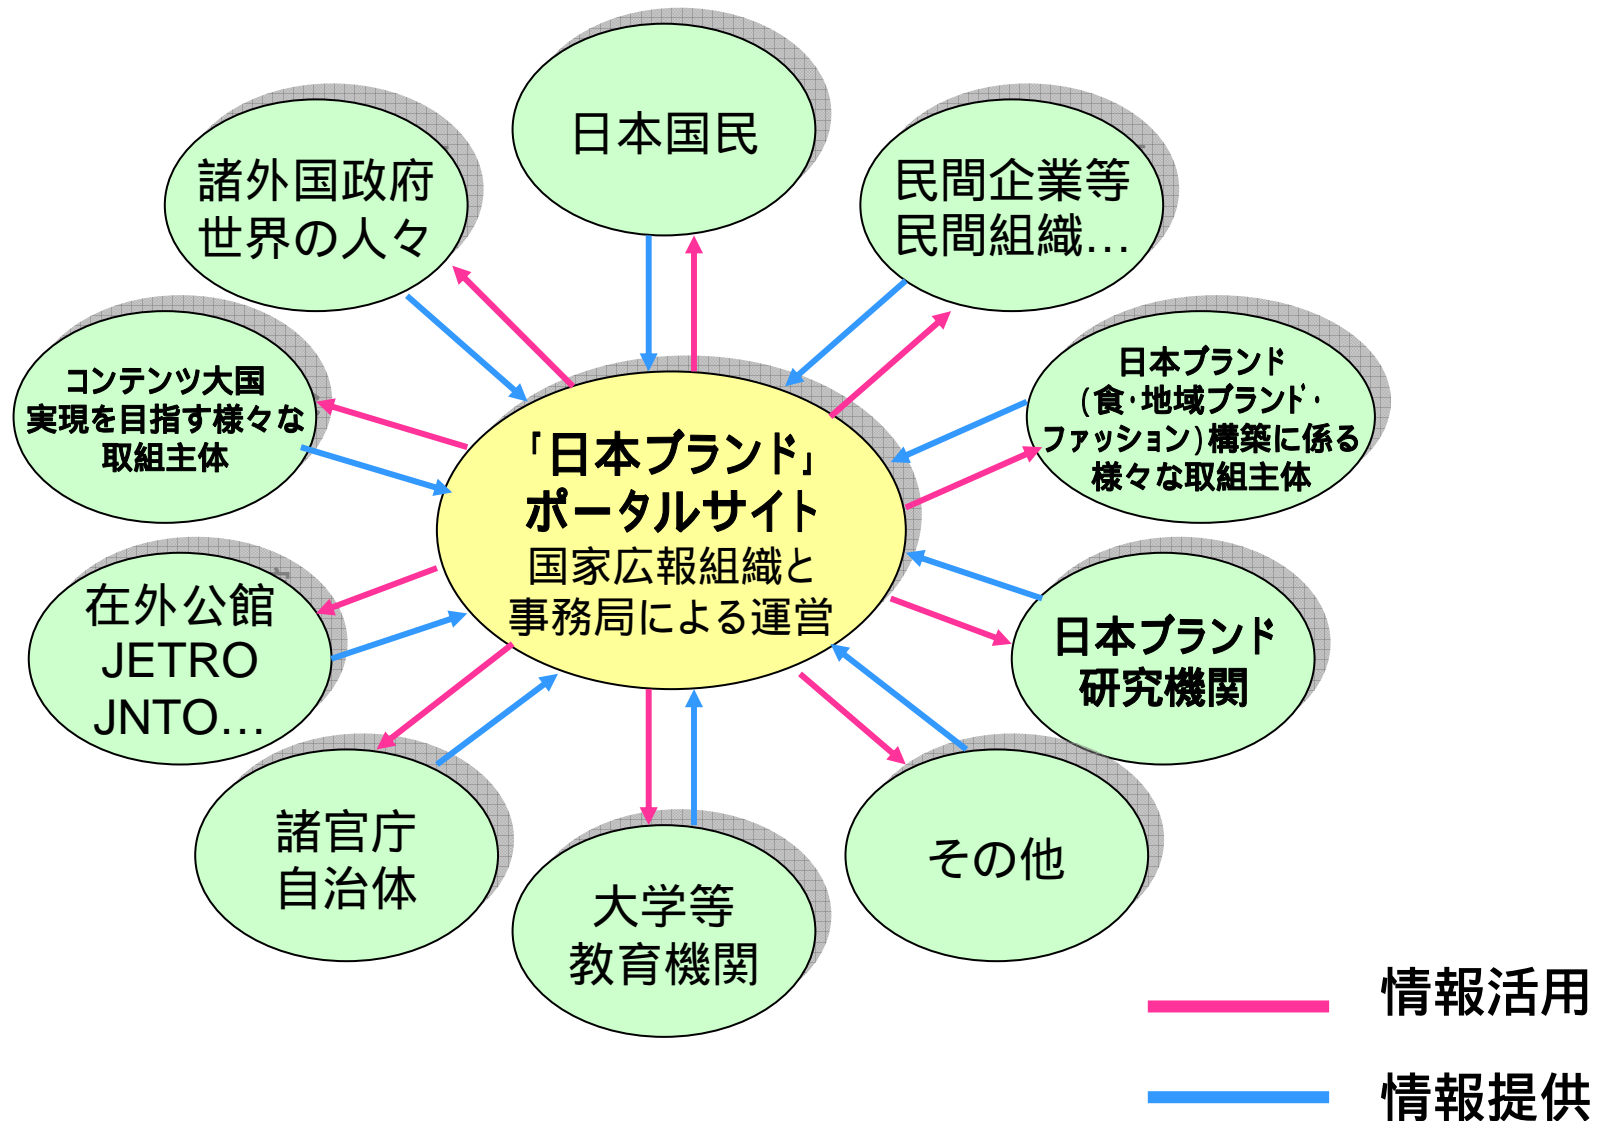 日本国民
諸外国政府
世界の人々
民間企業等
民間組織…
コンテンツ大国
実現を目指す様々な
取組主体
日本ブランド
(食・地域ブランド・
ファッション)構築に係る
様々な取組主体
「日本ブランド」
ポータルサイト
国家広報組織と
事務局による運営
在外公館
JETRO
JNTO…
日本ブランド
研究機関
諸官庁
自治体
大学等
教育機関
その他
情報活用
情報提供